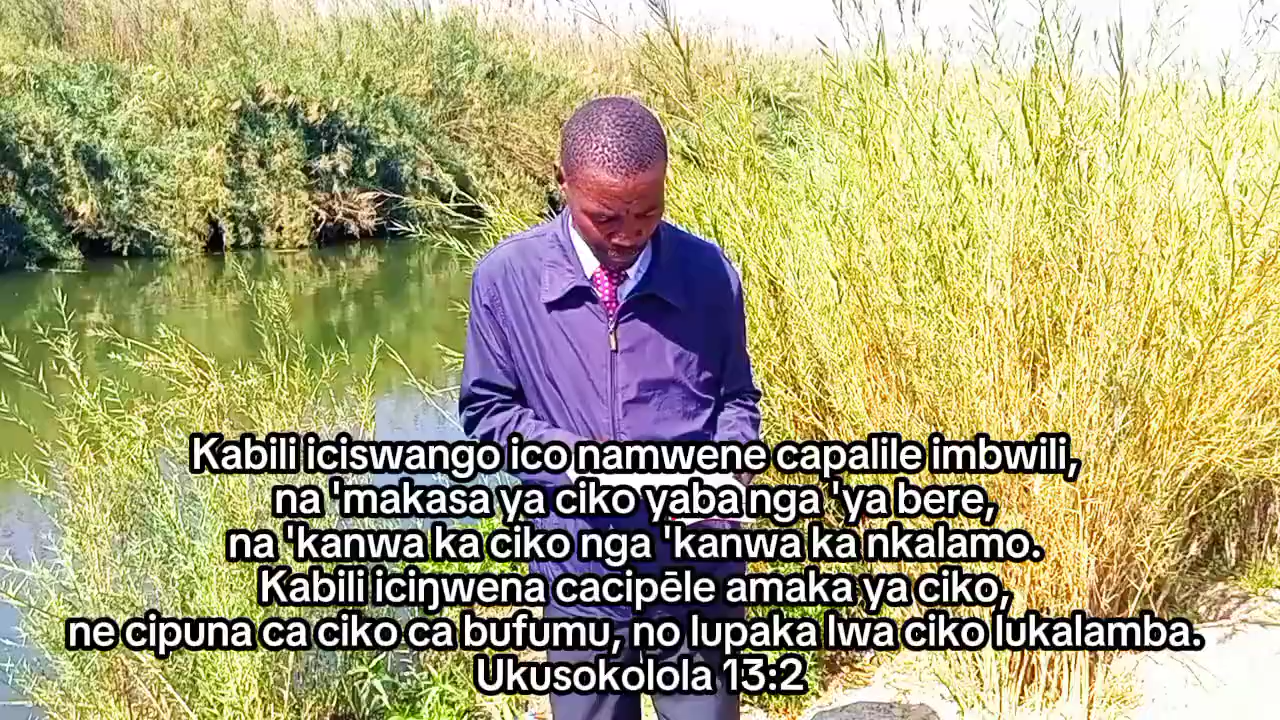 Kabili iciswango ico namwene capalile imbwili,
na 'makasa ya ciko yaba nga 'ya bere,
na 'kanwa ka ciko nga 'kanwa ka nkalamo.
Kabili iciŋwena cacipēle amaka ya ciko,
ne cipuna ca ciko ca bufumu, no lupaka lwa ciko lukalamba.
Ukusokolola 13:2